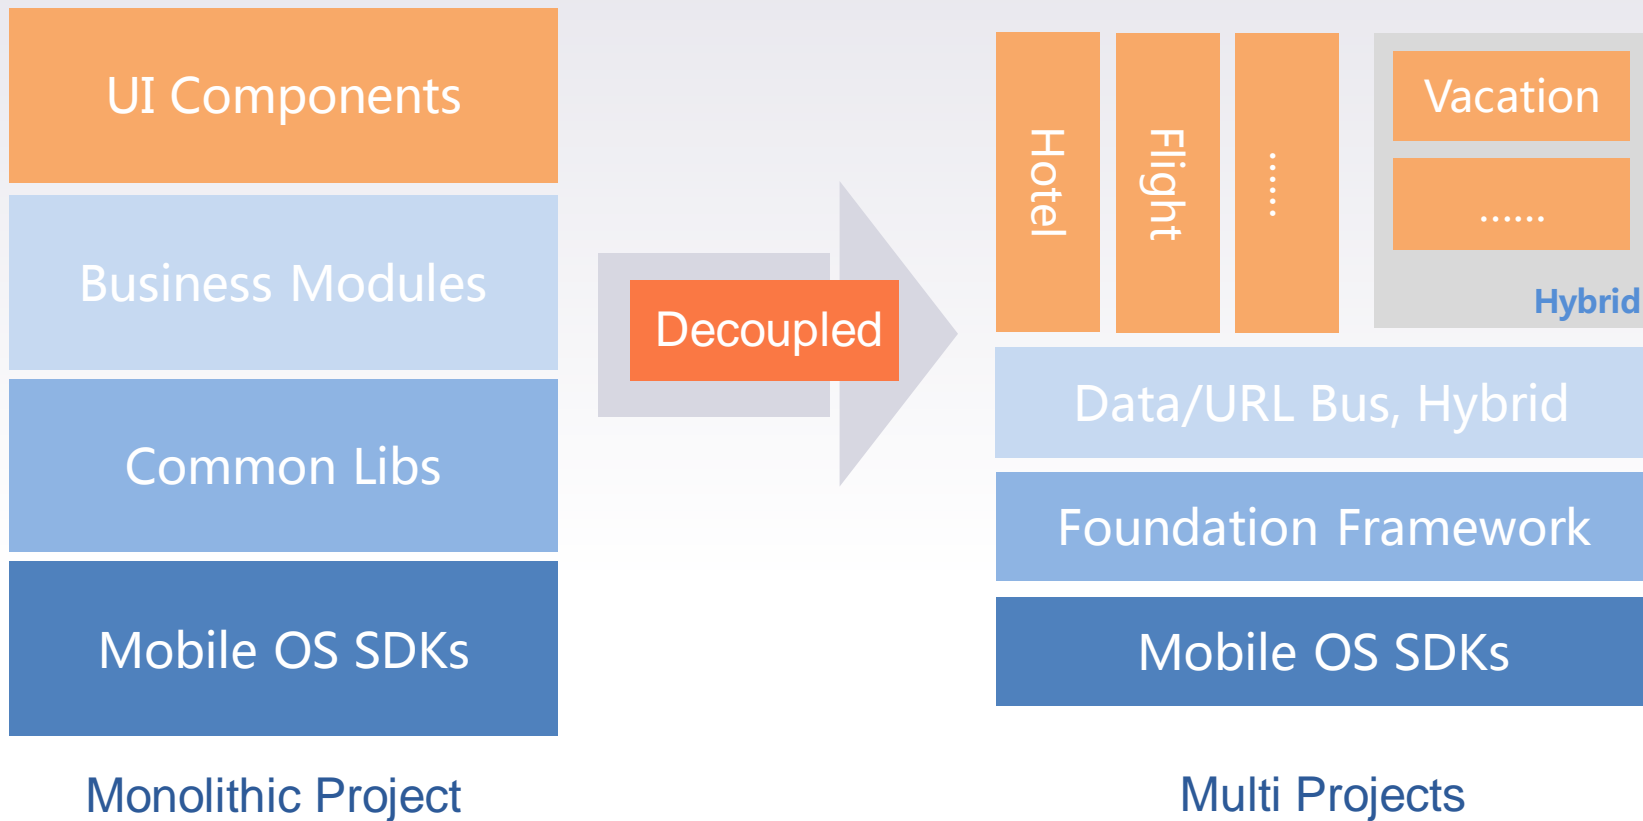 UI Components
Business Modules
Common Libs
Mobile OS SDKs
Monolithic Project
Decoupled
Hotel
Flight
......
Vacation
......
Hybrid
Data/URL Bus, Hybrid
Foundation Framework
Mobile OS SDKs
Multi Projects